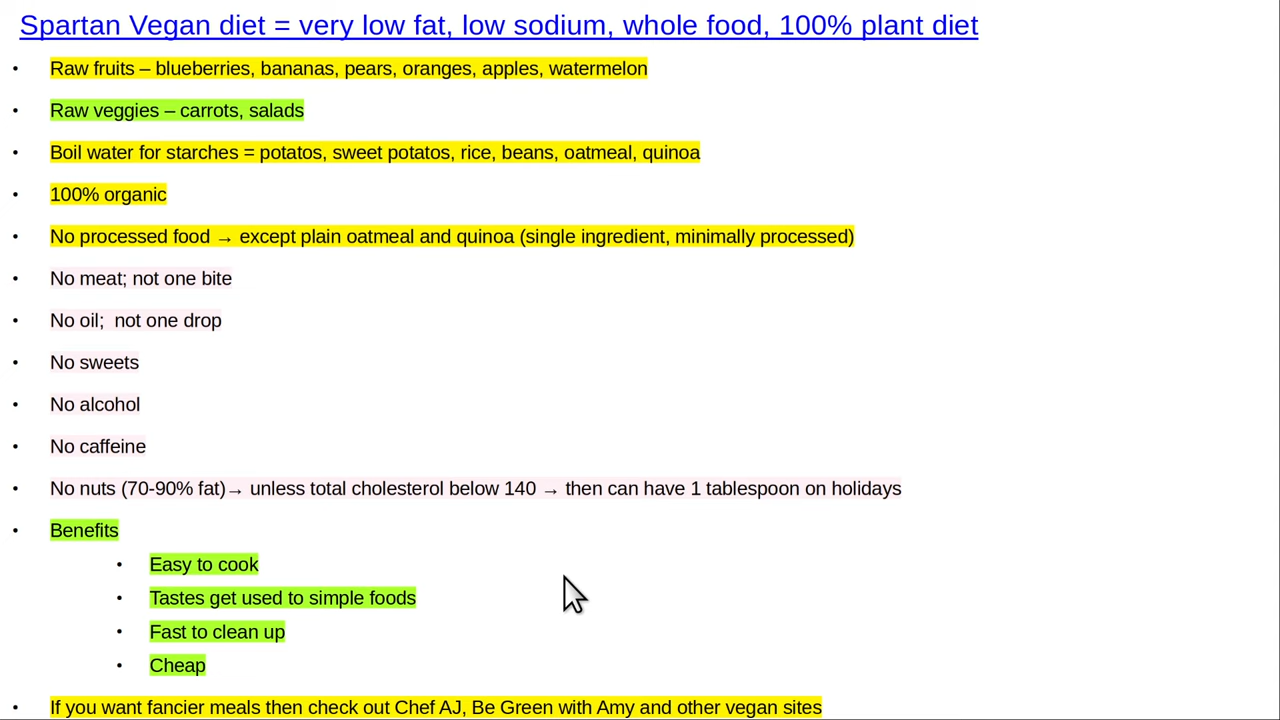 Spartan Vegan diet = very low fat, low sodium, whole food, 100% plant diet
• Raw fruits – blueberries, bananas, pears, oranges, apples, watermelon
• Raw veggies – carrots, salads
• Boil water for starches = potatos, sweet potatos, rice, beans, oatmeal, quinoa
• 100% organic
• No processed food → except plain oatmeal and quinoa (single ingredient, minimally processed)
• No meat; not one bite
• No oil;  not one drop
• No sweets
• No alcohol
• No caffeine
• No nuts (70-90% fat)→ unless total cholesterol below 140 → then can have 1 tablespoon on holidays
• Benefits
• Easy to cook
• Tastes get used to simple foods
• Fast to clean up
• Cheap
• If you want fancier meals then check out Chef AJ, Be Green with Amy and other vegan sites